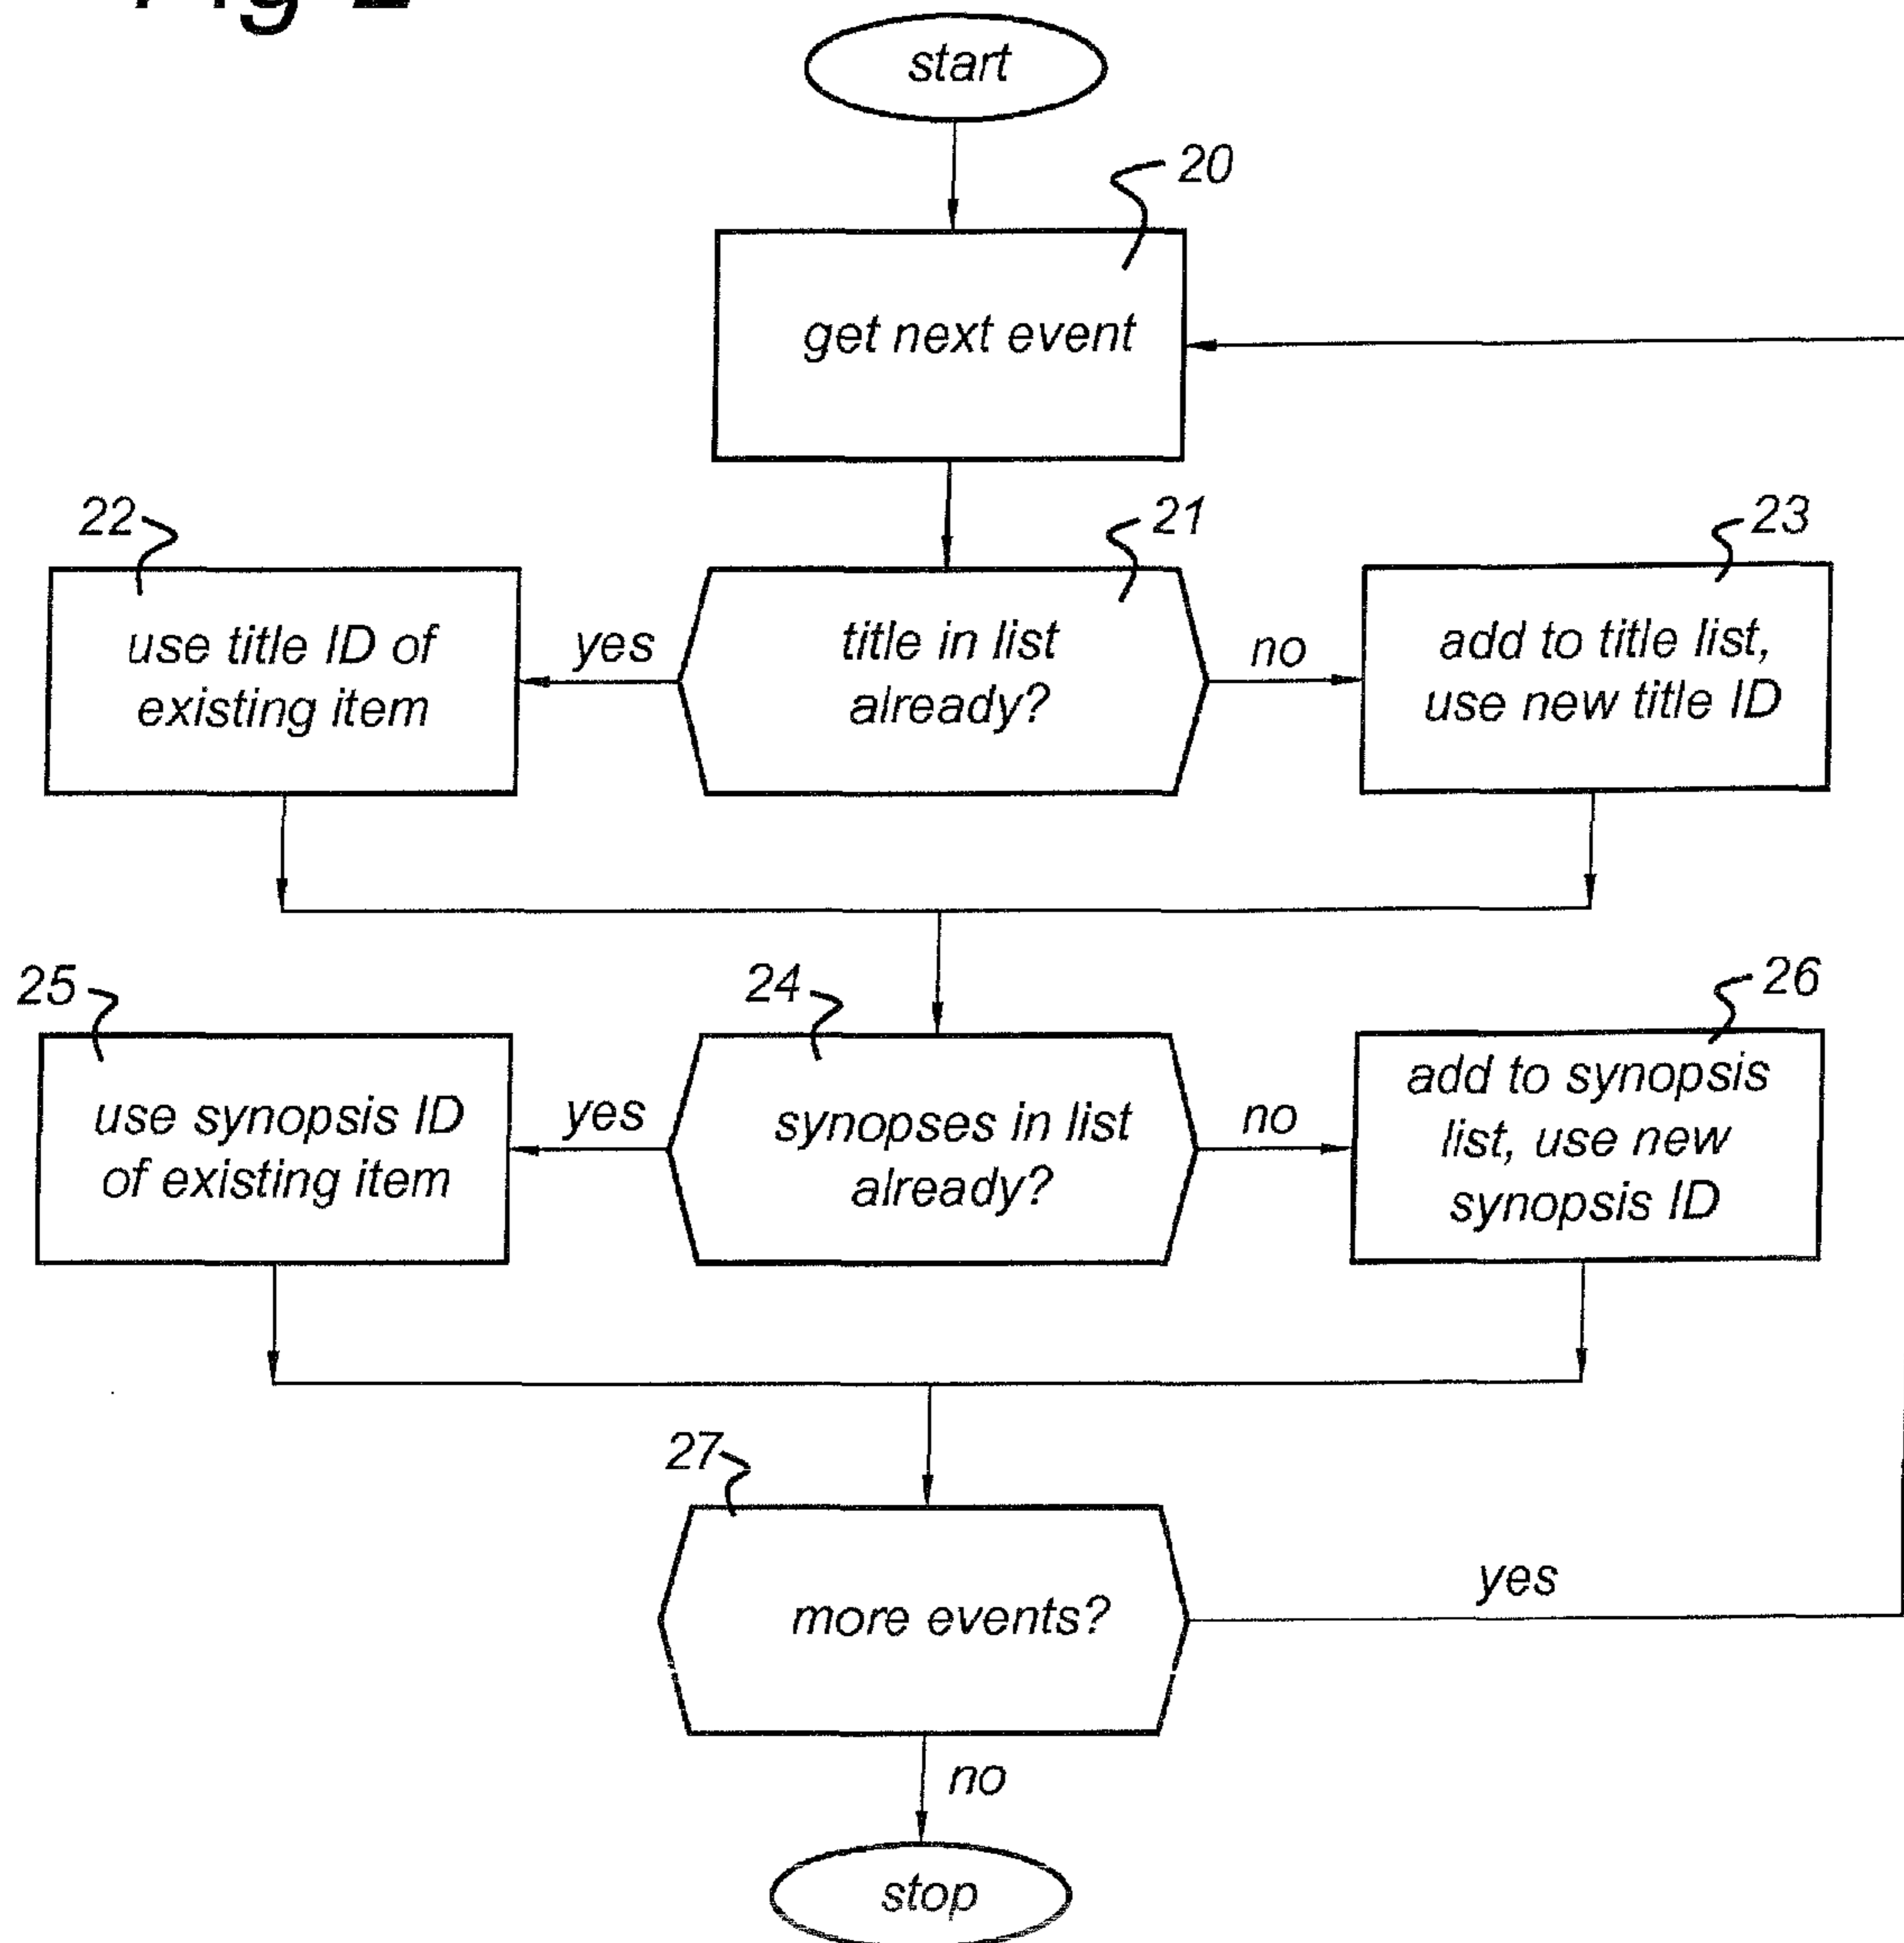 Fig 2
start
20
get next event
22
21
23
use title ID of
existing item
yes
title in list
already?
no
add to title list,
use new title ID
25
24
26
use synopsis ID
of existing item
yes
synopses in list
already?
no
add to synopsis
list, use new
synopsis ID
27
more events?
yes
no
stop